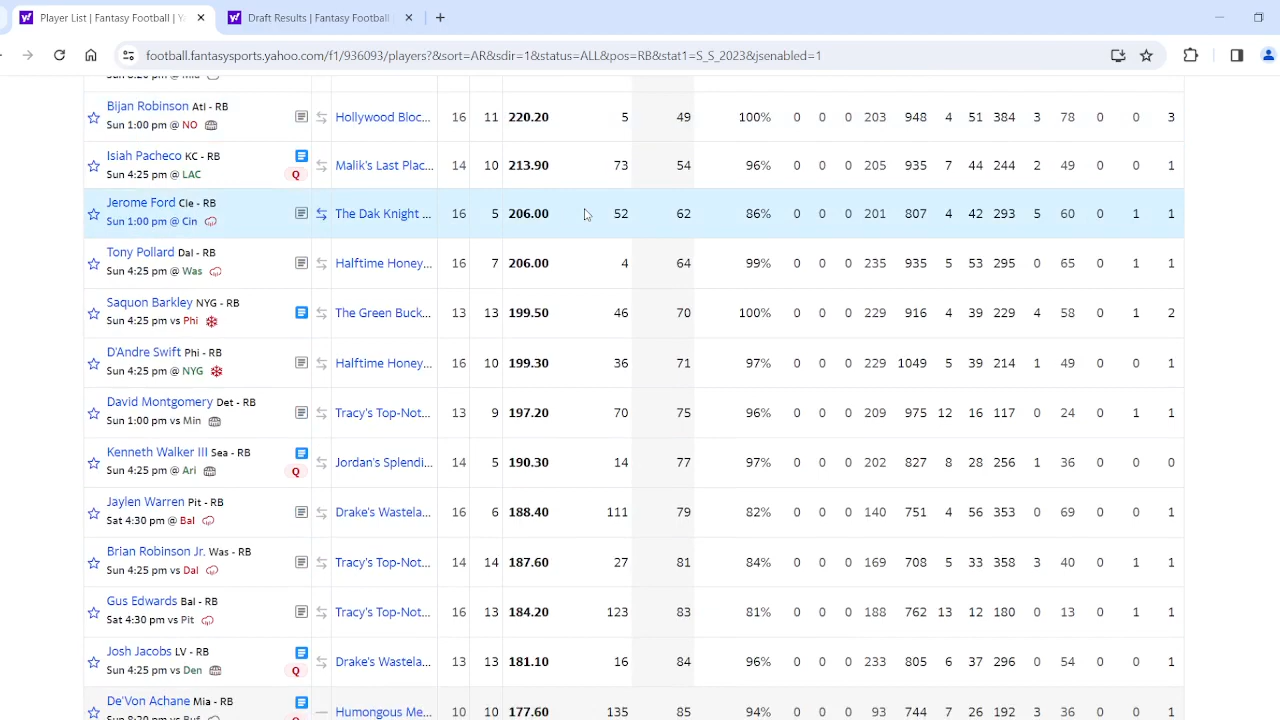 Player List | Fantasy Football | Y
Draft Results | Fantasy Football
football.fantasysports.yahoo.com/f1/936093/players?&sort=AR&sdir=1&status=ALL&pos=RB&stat1=S_S_2023&jsenabled=1
Bijan Robinson Atl - RB
Sun 1:00 pm @ NO
Hollywood Bloc... 16 11 220.20 5 49 100% 0 0 0 203 948 4 51 384 3 78 0 0 3
Isiah Pacheco KC - RB
Sun 4:25 pm @ LAC Q
Malik's Last Plac... 14 10 213.90 73 54 96% 0 0 0 205 935 7 44 244 2 49 0 0 1
Jerome Ford Cle - RB
Sun 1:00 pm @ Cin
The Dak Knight ... 16 5 206.00 52 62 86% 0 0 0 201 807 4 42 293 5 60 0 1 1
Tony Pollard Dal - RB
Sun 4:25 pm @ Was
Halftime Honey... 16 7 206.00 4 64 99% 0 0 0 235 935 5 53 295 0 65 0 1 1
Saquon Barkley NYG - RB
Sun 4:25 pm vs Phi
The Green Buck... 13 13 199.50 46 70 100% 0 0 0 229 916 4 39 229 4 58 0 1 2
D'Andre Swift Phi - RB
Sun 4:25 pm @ NYG
Halftime Honey... 16 10 199.30 36 71 97% 0 0 0 229 1049 5 39 214 1 49 0 0 1
David Montgomery Det - RB
Sun 1:00 pm vs Min
Tracy's Top-Not... 13 9 197.20 70 75 96% 0 0 0 209 975 12 16 117 0 24 0 1 1
Kenneth Walker III Sea - RB
Sun 4:25 pm @ Ari Q
Jordan's Splendi... 14 5 190.30 14 77 97% 0 0 0 202 827 8 28 256 1 36 0 0 0
Jaylen Warren Pit - RB
Sat 4:30 pm @ Bal
Drake's Wastela... 16 6 188.40 111 79 82% 0 0 0 140 751 4 56 353 0 69 0 0 1
Brian Robinson Jr. Was - RB
Sun 4:25 pm vs Dal
Tracy's Top-Not... 14 14 187.60 27 81 84% 0 0 0 169 708 5 33 358 3 40 0 1 1
Gus Edwards Bal - RB
Sat 4:30 pm vs Pit
Tracy's Top-Not... 16 13 184.20 123 83 81% 0 0 0 188 762 13 12 180 0 13 0 1 1
Josh Jacobs LV - RB
Sun 4:25 pm vs Den Q
Drake's Wastela... 13 13 181.10 16 84 96% 0 0 0 233 805 6 37 296 0 54 0 0 1
De'Von Achane Mia - RB
Humongous Me... 10 10 177.60 135 85 94% 0 0 0 93 744 7 26 192 3 36 0 0 1